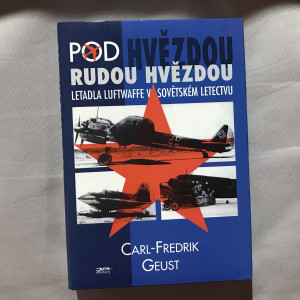 POD HVĚZDOU
RUDOU HVĚZDOU
LETADLA LUFTWAFFE V SOVĚTSKÉM LETECTVU
CARL-FREDRIK
GEUST